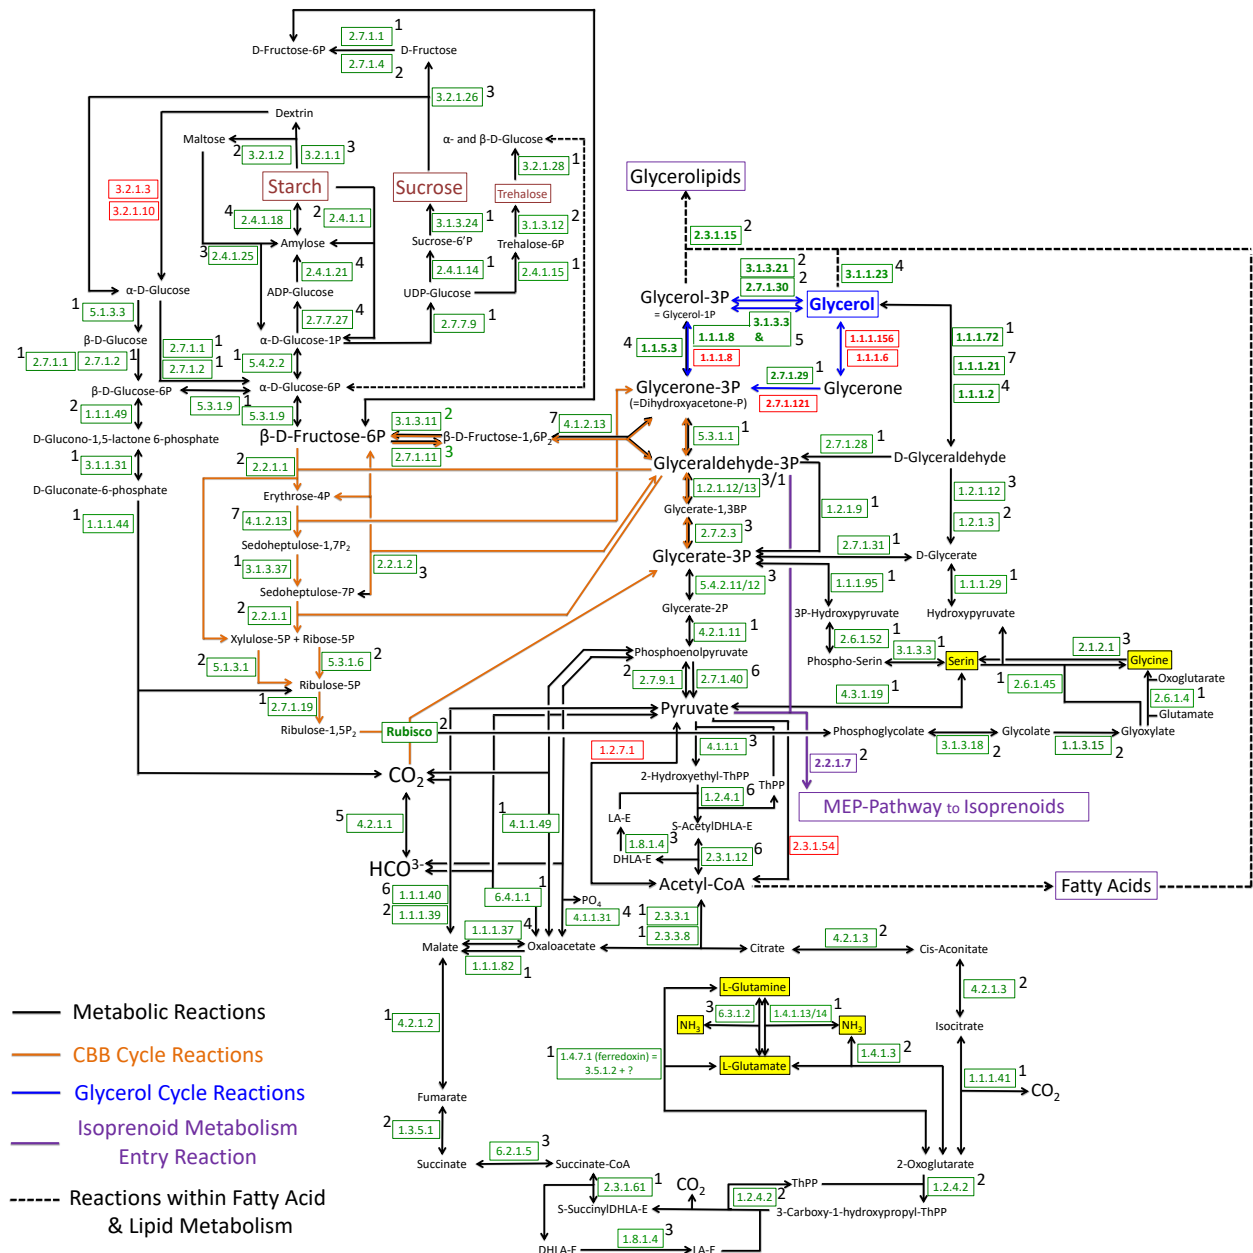 D-Fructose-6P
2.7.1.1 1
2.7.1.4 2
D-Fructose
3.2.1.26 3
Dextrin
Maltose
2 3.2.1.2
3.2.1.1 3
α- and β-D-Glucose
3.2.1.28 1
3.2.1.3
3.2.1.10
Starch
Sucrose
Trehalose
4 2.4.1.18
2 2.4.1.1
3.1.3.24 1
3.1.3.12 2
Amylose
Sucrose-6'P
Trehalose-6P
3 2.4.1.25
2.4.1.21 4
2.4.1.14 1
2.4.1.15 1
α-D-Glucose
ADP-Glucose
UDP-Glucose
1 5.1.3.3
2.7.7.27 4
2.7.7.9 1
β-D-Glucose
α-D-Glucose-1P
1 2.7.1.1
2.7.1.2 1
2.7.1.1 1
2.7.1.2 1
5.4.2.2 1
β-D-Glucose-6P
α-D-Glucose-6P
5.3.1.9 1
5.3.1.9 1
2 1.1.1.49
D-Glucono-1,5-lactone 6-phosphate
1 3.1.1.31
D-Gluconate-6-phosphate
1 1.1.1.44
β-D-Fructose-6P
3.1.3.11 2
2.7.1.11 3
β-D-Fructose-1,6P2
7 4.1.2.13
2 2.2.1.1
Erythrose-4P
7 4.1.2.13
Sedoheptulose-1,7P2
1 3.1.3.37
2.2.1.2 3
Sedoheptulose-7P
2 2.2.1.1
Xylulose-5P + Ribose-5P
2 5.1.3.1
5.3.1.6 2
Ribulose-5P
1 2.7.1.19
Ribulose-1,5P2
Rubisco 2
CO2
5 4.2.1.1
HCO3-
Glycerolipids
2.3.1.15 2
3.1.3.21 2
2.7.1.30 2
3.1.1.23 4
Glycerol-3P
= Glycerol-1P
Glycerol
3.1.3.3
&
1.1.1.8 5
4 1.1.5.3
1.1.1.8
1.1.1.156
1.1.1.6
1.1.1.72 1
1.1.1.21 7
1.1.1.2 4
Glycerone-3P
(=Dihydroxyacetone-P)
2.7.1.29 1
2.7.1.121
Glycerone
5.3.1.1 1
2.7.1.28 1
Glyceraldehyde-3P
D-Glyceraldehyde
1.2.1.12/13 3/1
Glycerate-1,3BP
1.2.1.9 1
1.2.1.12 3
1.2.1.3 2
2.7.2.3 3
Glycerate-3P
2.7.1.31 1
D-Glycerate
5.4.2.11/12 3
1.1.1.95 1
1.1.1.29 1
Glycerate-2P
3P-Hydroxypyruvate
Hydroxypyruvate
4.2.1.11 1
2.6.1.52 1
3.1.3.3 1
2.1.2.1 3
Phosphoenolpyruvate
Phospho-Serin
Serin
Glycine
2 2.7.9.1
2.7.1.40 6
4.3.1.19 1
1 2.6.1.45
Oxoglutarate
2.6.1.4 1
Glutamate
Pyruvate
Phosphoglycolate
3.1.3.18 2
Glycolate
1.1.3.15 2
Glyoxylate
1.2.7.1
4.1.1.1 3
2.2.1.7 2
2-Hydroxyethyl-ThPP
ThPP
MEP-Pathway to Isoprenoids
1.2.4.1 6
LA-E
S-AcetylDHLA-E
1.8.1.4 3
DHLA-E
2.3.1.12 6
2.3.1.54
1 4.1.1.49
Acetyl-CoA
Fatty Acids
6 1.1.1.40
2 1.1.1.39
6.4.1.1 1
PO4
4.1.1.31 4
1 2.3.3.1
1 2.3.3.8
1.1.1.37 4
Malate
Oxaloacetate
1.1.1.82 1
Citrate
4.2.1.3 2
Cis-Aconitate
4.2.1.3 2
Isocitrate
1.1.1.41 1
CO2
L-Glutamine
3 6.3.1.2
1.4.1.13/14 1
NH3
NH3
1 1.4.7.1 (ferredoxin) =
3.5.1.2 + ?
L-Glutamate
1.4.1.3 2
1 4.2.1.2
Fumarate
2 1.3.5.1
Succinate
6.2.1.5 3
Succinate-CoA
2-Oxoglutarate
2.3.1.61 1
CO2
ThPP
1.2.4.2 2
1.2.4.2 2
S-SuccinylDHLA-E
3-Carboxy-1-hydroxypropyl-ThPP
DHLA-E
1.8.1.4 3
LA-E
Metabolic Reactions
CBB Cycle Reactions
Glycerol Cycle Reactions
Isoprenoid Metabolism
Entry Reaction
Reactions within Fatty Acid
& Lipid Metabolism